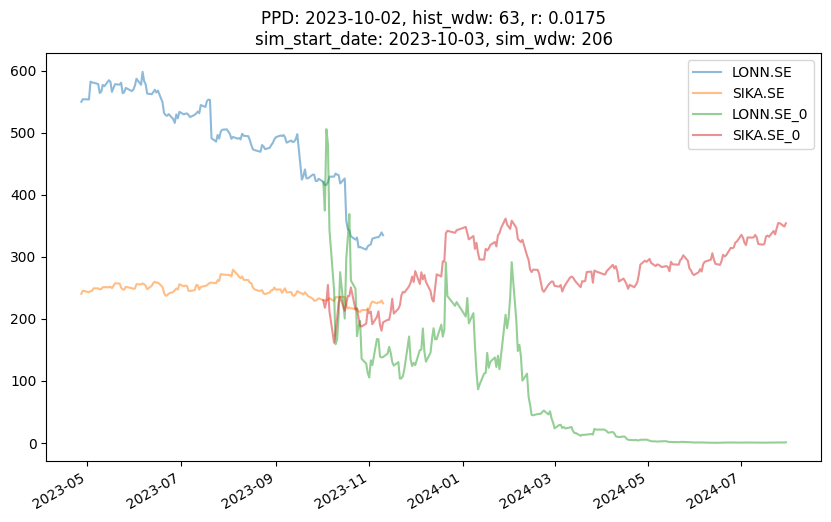 PPD: 2023-10-02, hist_wdw: 63, r: 0.0175
sim_start_date: 2023-10-03, sim_wdw: 206
LONN.SE
SIKA.SE
LONN.SE_0
SIKA.SE_0
600
500
400
300
200
100
0
2023-05
2023-07
2023-09
2023-11
2024-01
2024-03
2024-05
2024-07